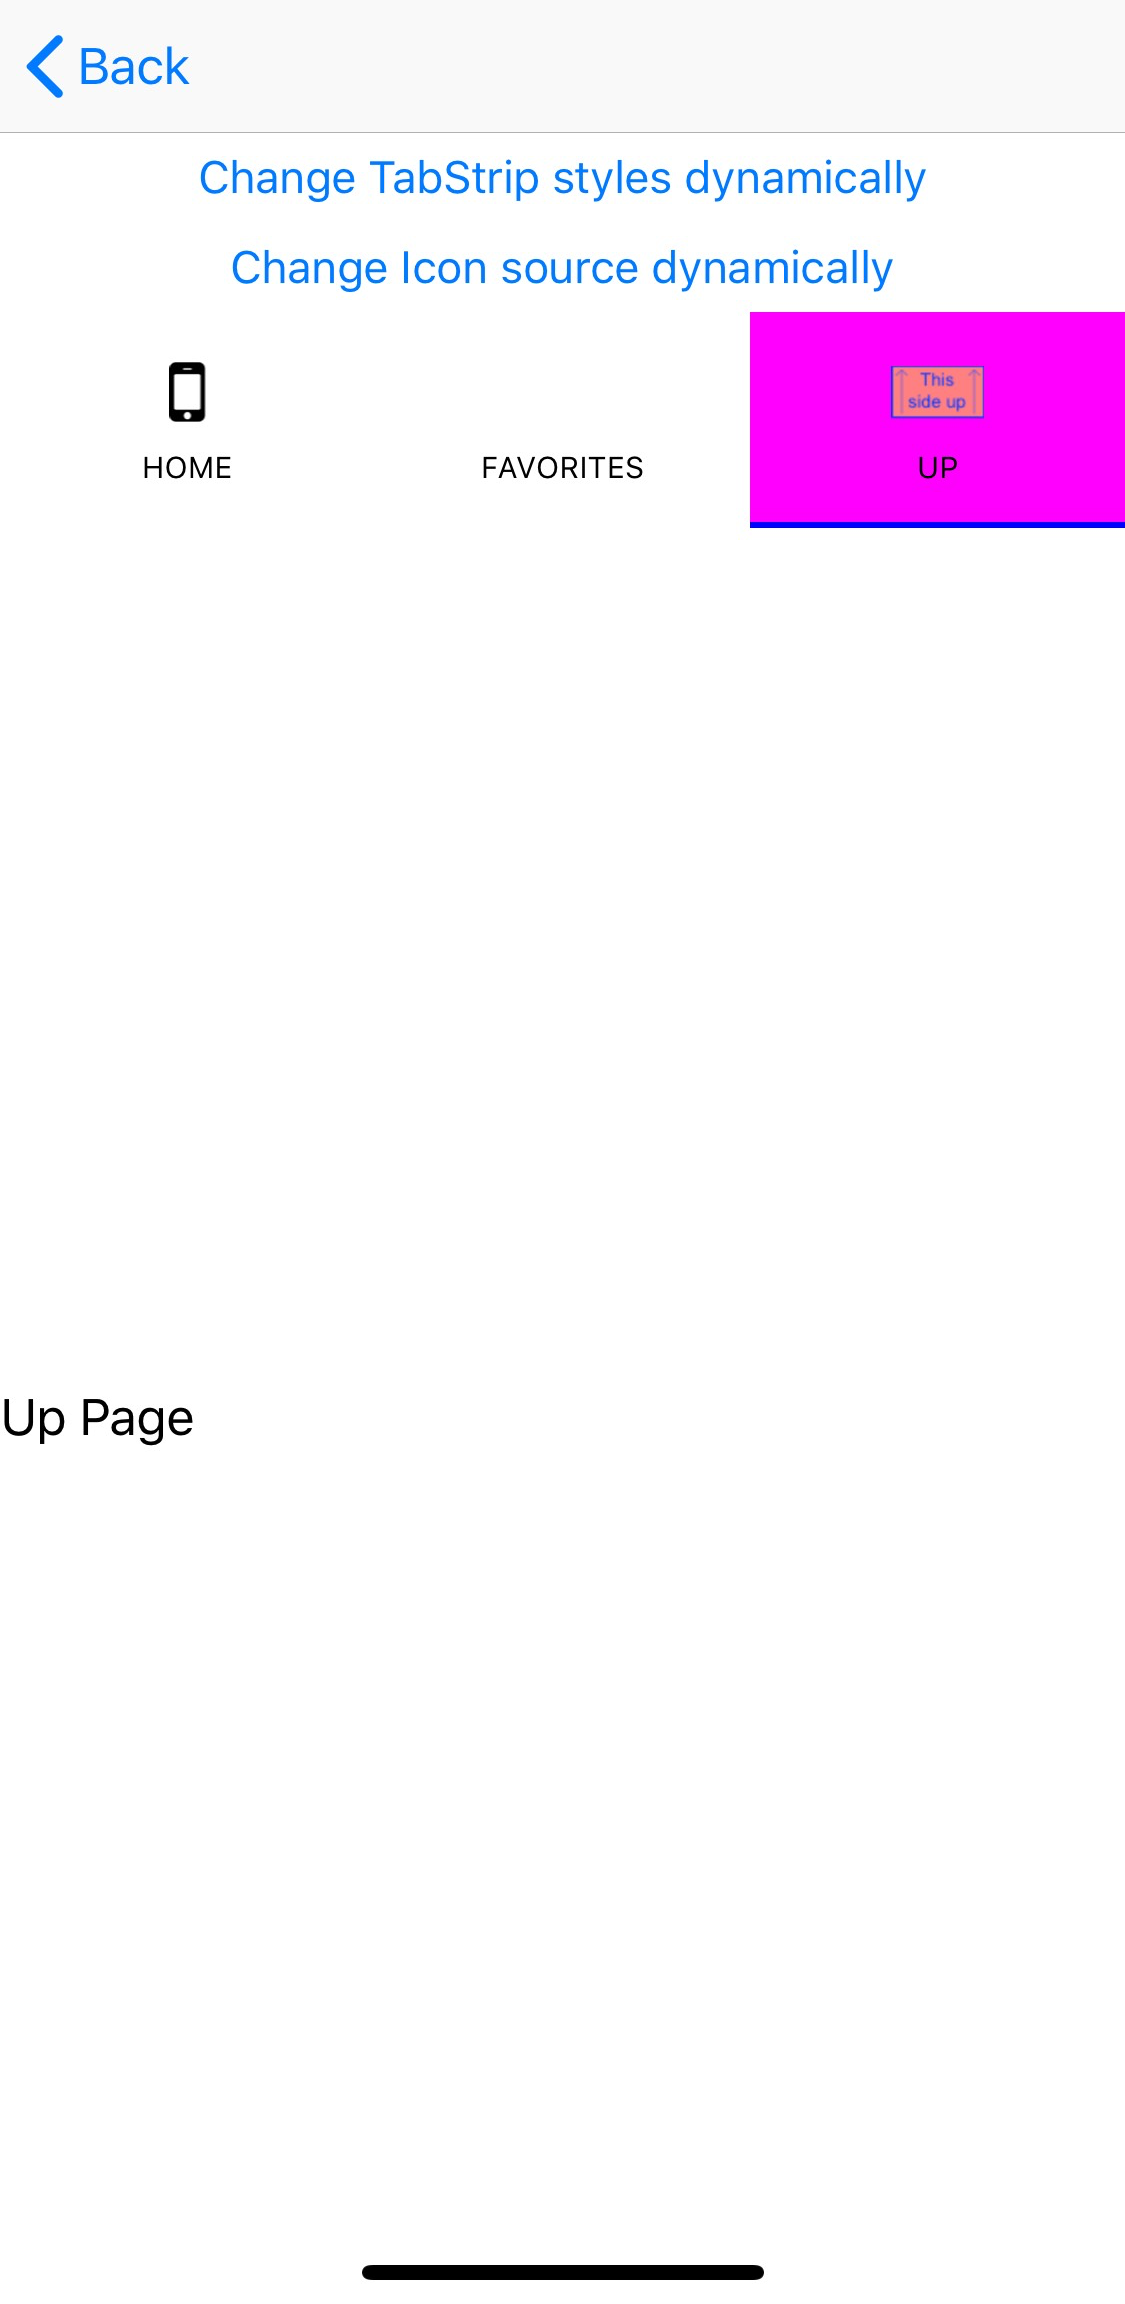 Back
Change TabStrip styles dynamically
Change Icon source dynamically
This
side up
HOME
FAVORITES
UP
Up Page